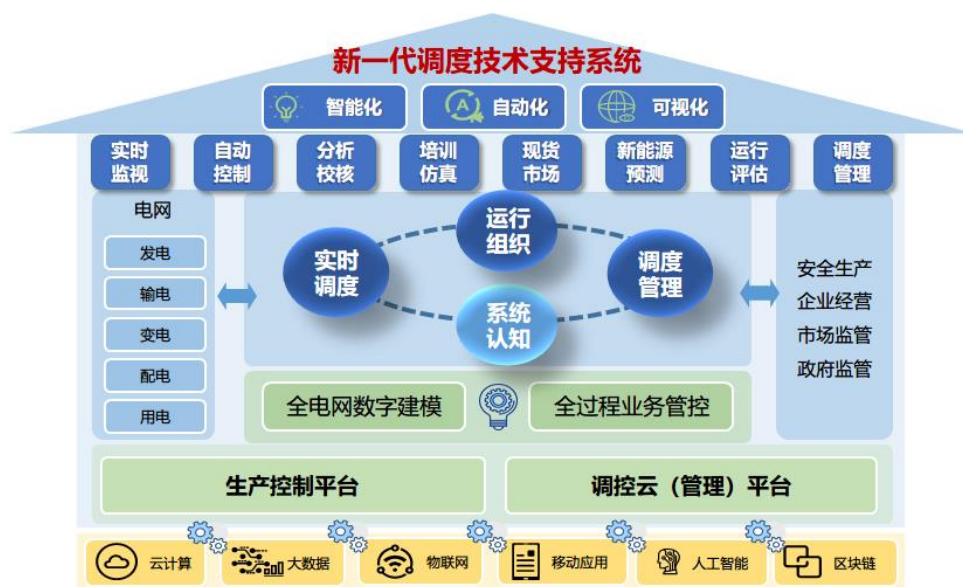 新一代调度技术支持系统
智能化
A
自动化
可视化
实时
监视
自动
控制
分析
校核
培训
仿真
现货
市场
新能源
预测
运行
评估
调度
管理
电网
发电
输电
变电
配电
用电
运行
组织
实时
调度
调度
管理
系统
认知
安全生产
企业经营
市场监管
政府监管
全电网数字建模
全过程业务管控
生产控制平台
调控云（管理）平台
云计算
大数据
物联网
移动应用
人工智能
区块链